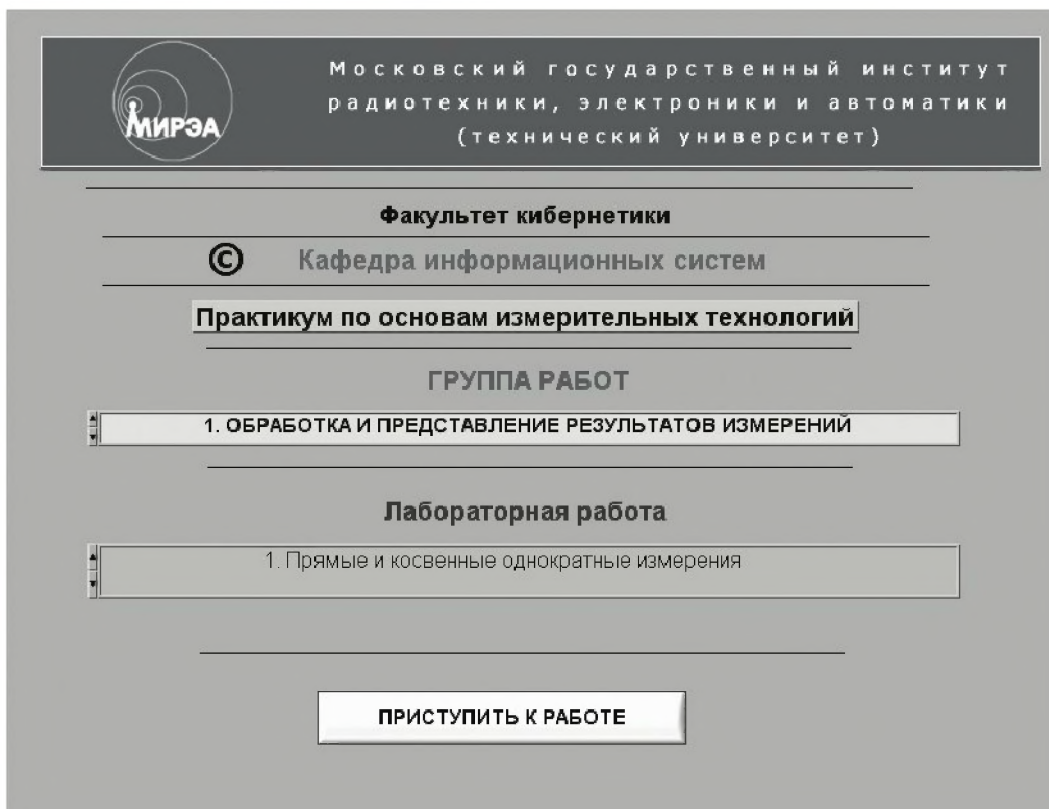 МИРЭА
Московский государственный институт
радиотехники, электроники и автоматики
(технический университет)
Факультет кибернетики
© Кафедра информационных систем
Практикум по основам измерительных технологий
ГРУППА РАБОТ
1. ОБРАБОТКА И ПРЕДСТАВЛЕНИЕ РЕЗУЛЬТАТОВ ИЗМЕРЕНИЙ
Лабораторная работа
1. Прямые и косвенные однократные измерения
ПРИСТУПИТЬ К РАБОТЕ